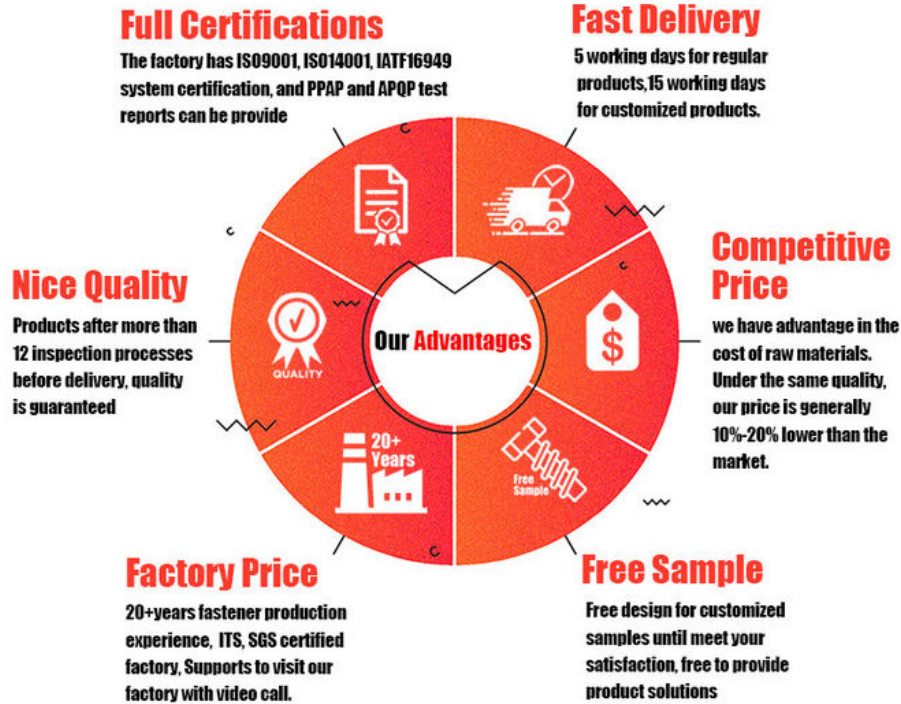 Full Certifications
The factory has ISO9001, ISO14001, IATF16949
system certification, and PPAP and APQP test
reports can be provide
Fast Delivery
5 working days for regular
products,15 working days
for customized products.
Nice Quality
Products after more than
12 inspection processes
before delivery, quality
is guaranteed
QUALITY
Our Advantages
Competitive
Price
$
we have advantage in the
cost of raw materials.
Under the same quality,
our price is generally
10%-20% lower than the
market.
20+
Years
Free
Sample
Factory Price
20+years fastener production
experience, ITS, SGS certified
factory, Supports to visit our
factory with video call.
Free Sample
Free design for customized
samples until meet your
satisfaction, free to provide
product solutions